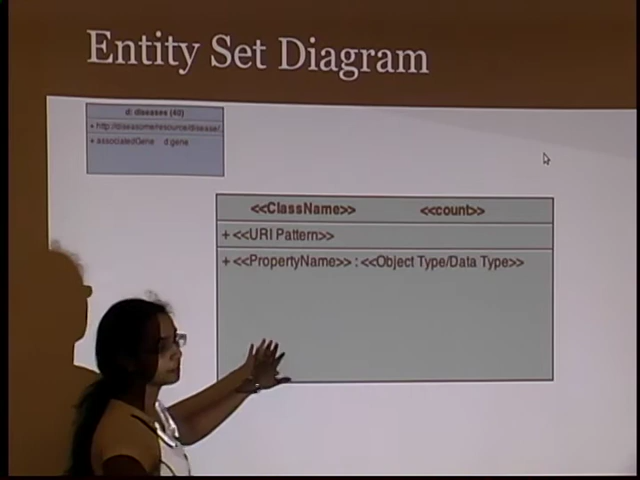 Entity Set Diagram
d: diseases (40)
+ http://diseasome/resource/disease/..
+ associatedGene d:gene
<<ClassName>> <<count>>
+ <<URI Pattern>>
+ <<PropertyName>> : <<Object Type/Data Type>>